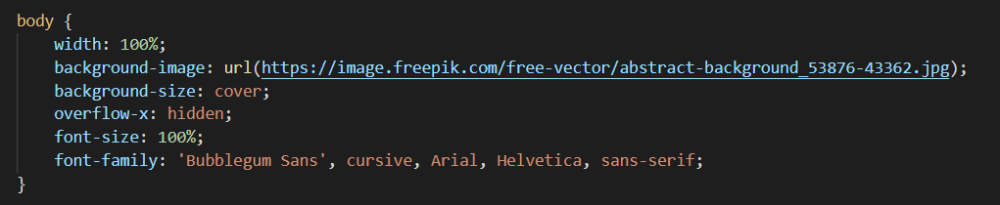 body {
    width: 100%;
    background-image: url(https://image.freepik.com/free-vector/abstract-background_53876-43362.jpg);
    background-size: cover;
    overflow-x: hidden;
    font-size: 100%;
    font-family: 'Bubblegum Sans', cursive, Arial, Helvetica, sans-serif;
}